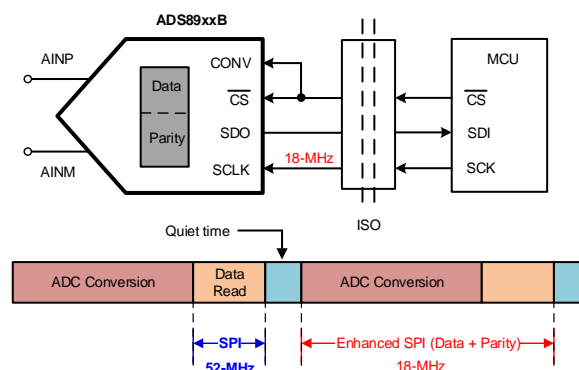 ADS89xxB
AINP
AINM
Data
Parity
CONV
CS
SDO
SCLK
18-MHz
ISO
MCU
CS
SDI
SCK
Quiet time
ADC Conversion
Data
Read
ADC Conversion
SPI
52-MHz
Enhanced SPI (Data + Parity)
18-MHz